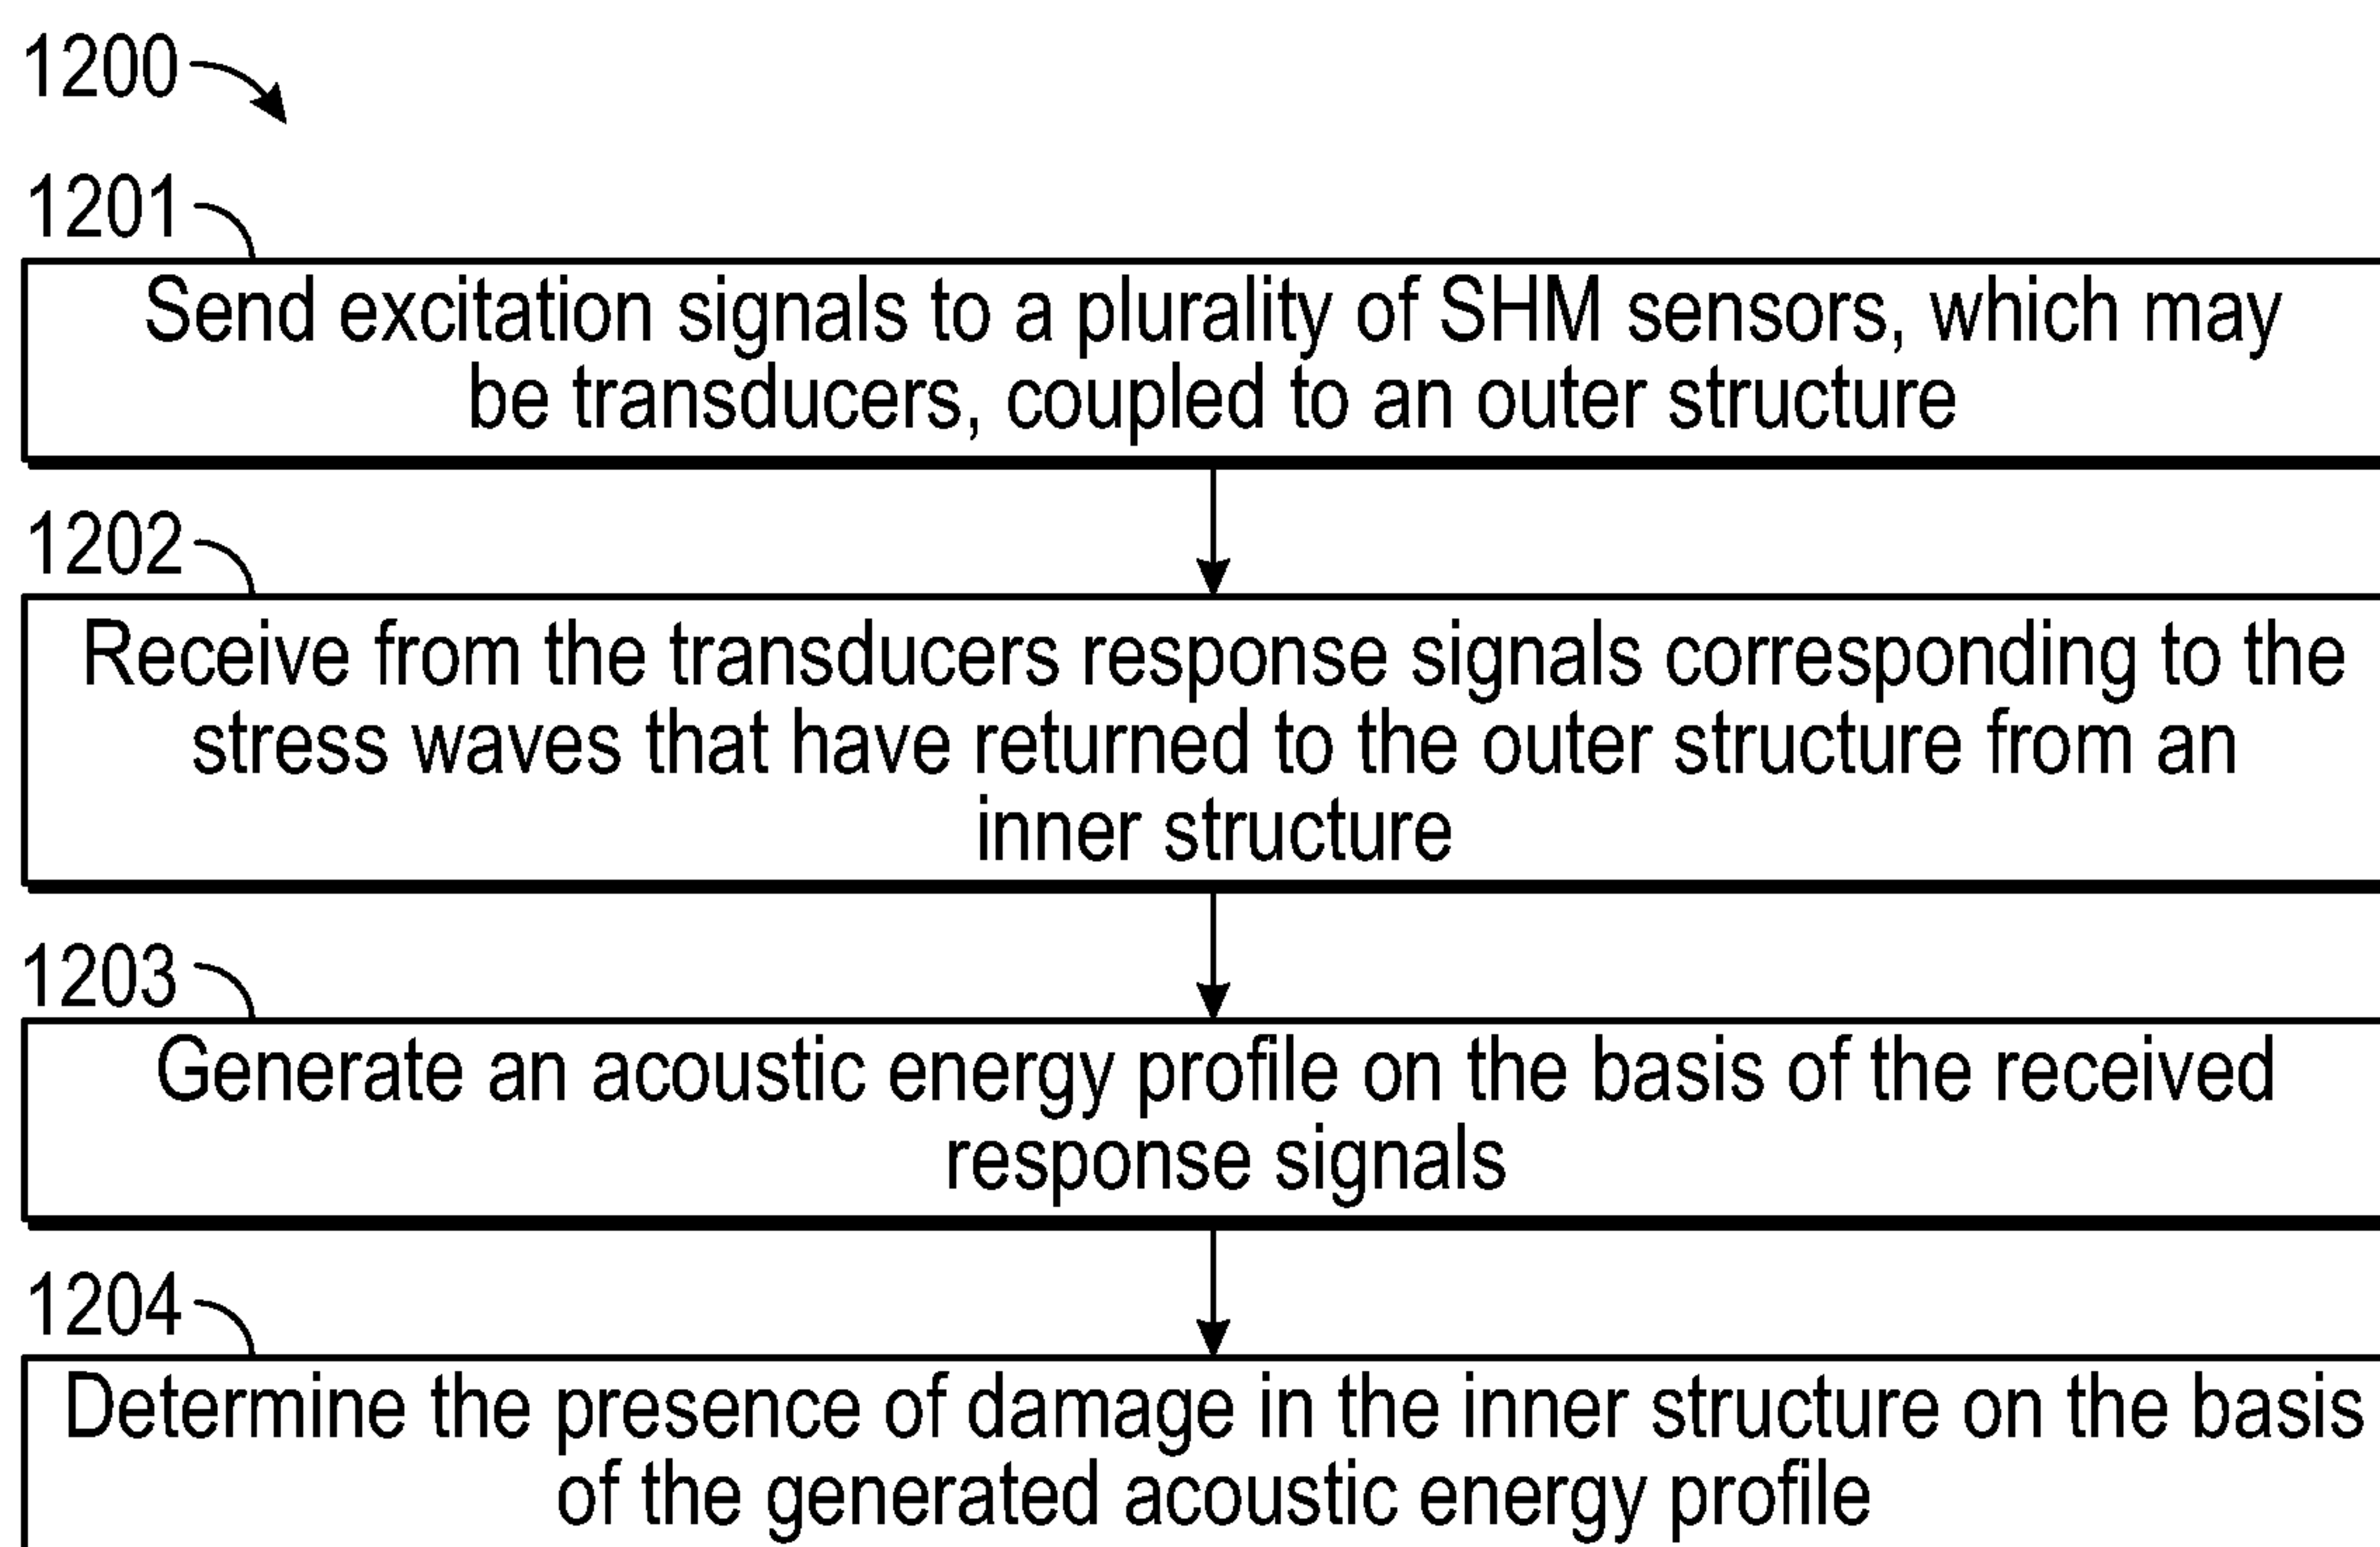 1200
1201
Send excitation signals to a plurality of SHM sensors, which may
be transducers, coupled to an outer structure
1202
Receive from the transducers response signals corresponding to the
stress waves that have returned to the outer structure from an
inner structure
1203
Generate an acoustic energy profile on the basis of the received
response signals
1204
Determine the presence of damage in the inner structure on the basis
of the generated acoustic energy profile